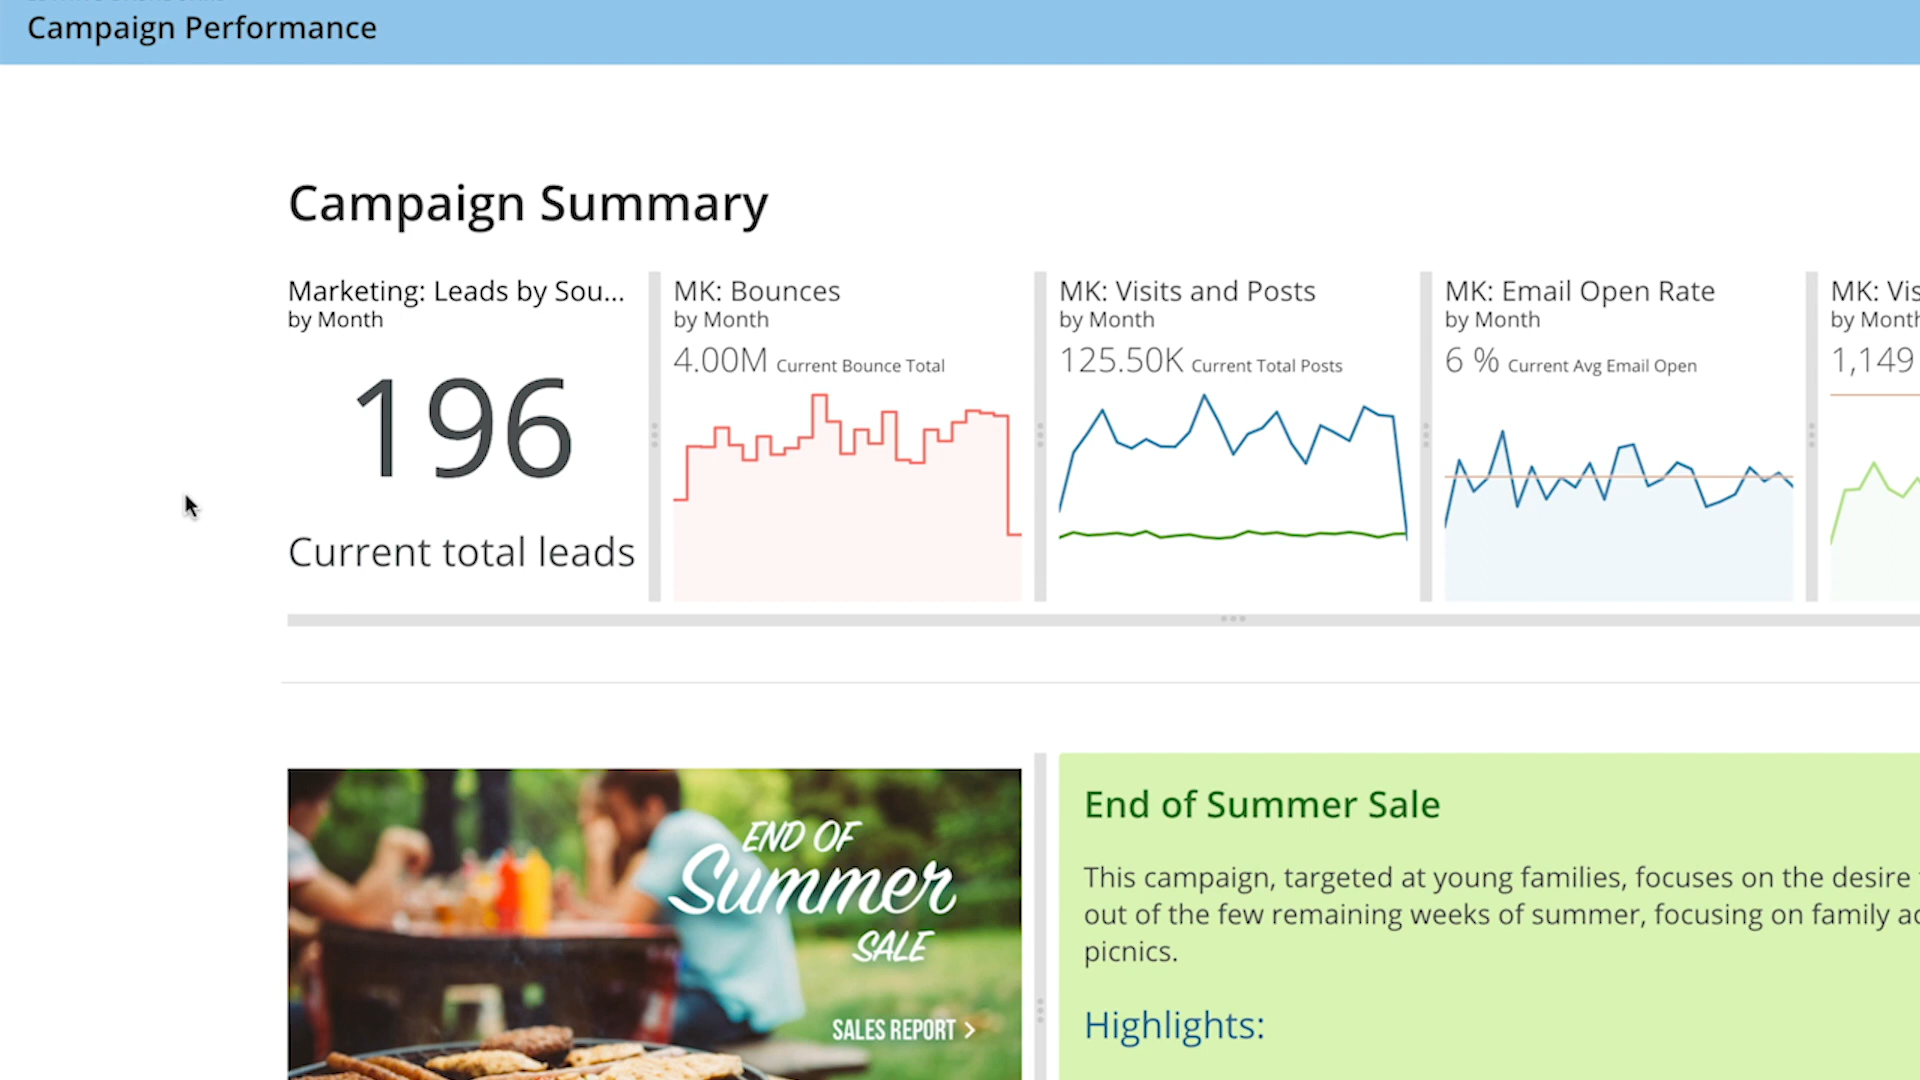 Campaign Performance
Campaign Summary
Marketing: Leads by Sou...
by Month
196
Current total leads
MK: Bounces
by Month
4.00M Current Bounce Total
MK: Visits and Posts
by Month
125.50K Current Total Posts
MK: Email Open Rate
by Month
6 % Current Avg Email Open
MK: Vis
by Month
1,149
END OF
Summer
SALE
SALES REPORT >
End of Summer Sale
This campaign, targeted at young families, focuses on the desire
out of the few remaining weeks of summer, focusing on family
picnics.
Highlights: